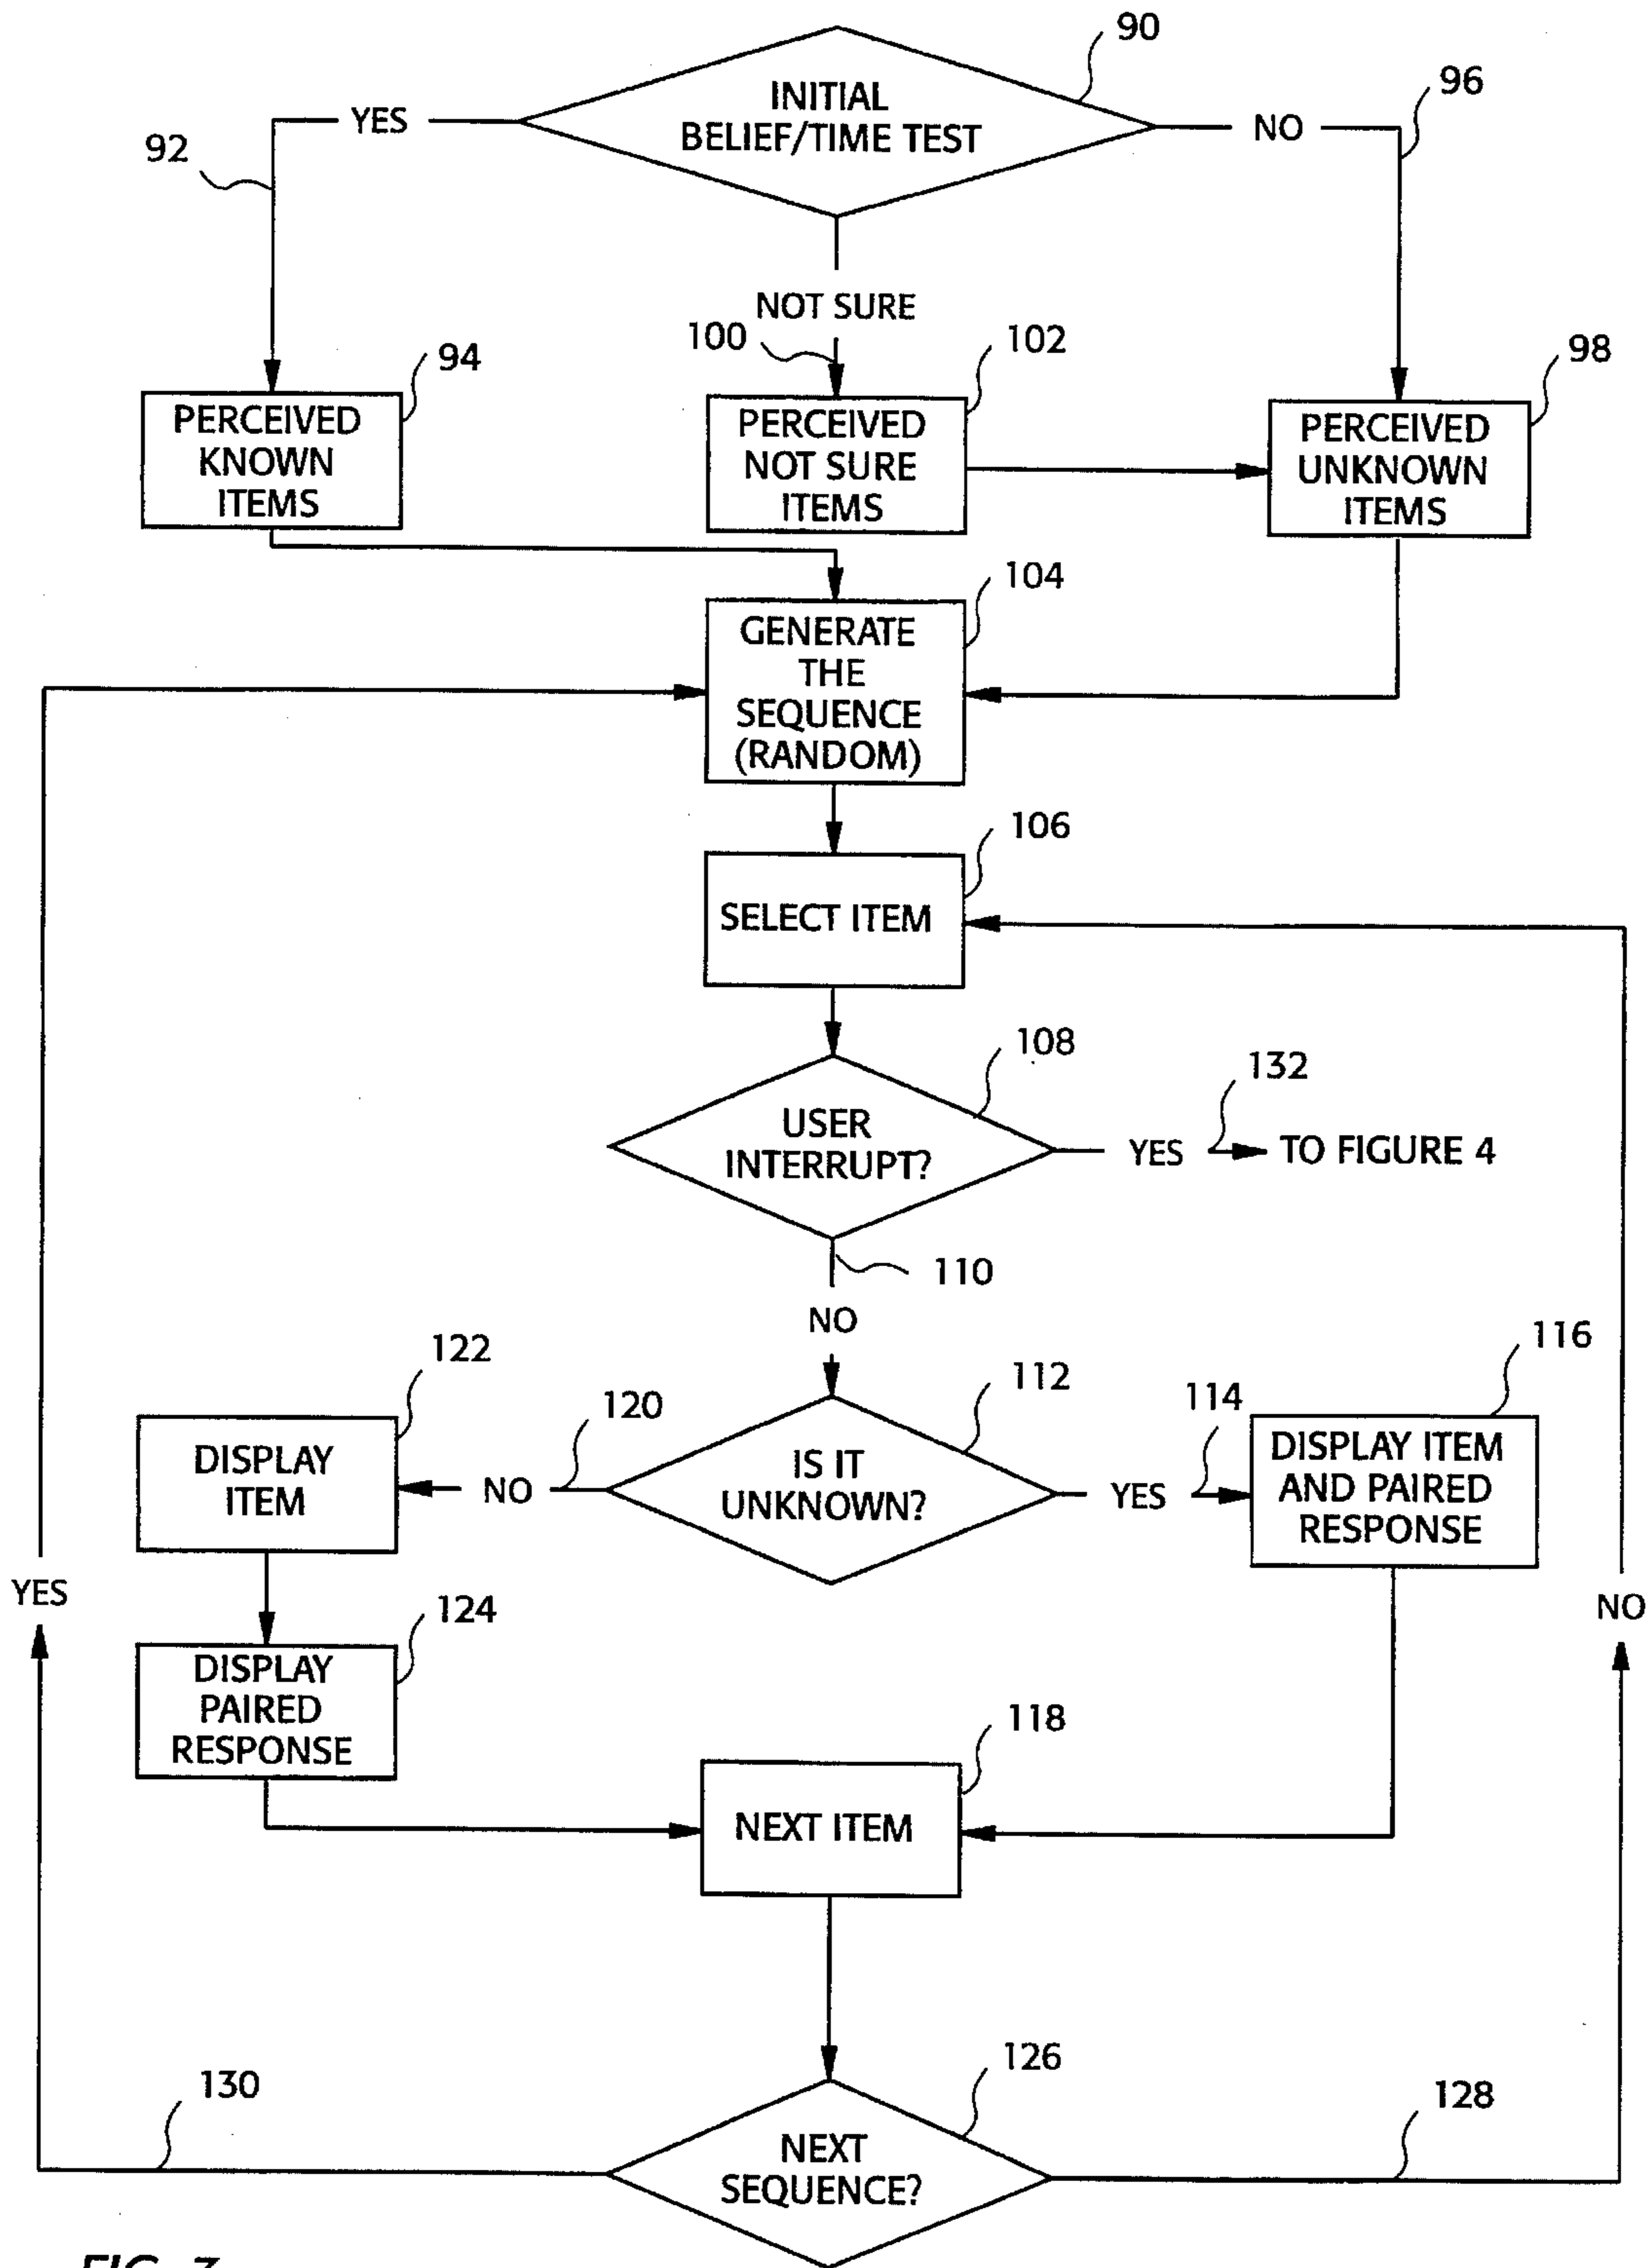 90
INITIAL
BELIEF/TIME TEST
YES
NO
96
92
NOT SURE
100
102
94
98
PERCEIVED
KNOWN
ITEMS
PERCEIVED
NOT SURE
ITEMS
PERCEIVED
UNKNOWN
ITEMS
104
GENERATE
THE
SEQUENCE
(RANDOM)
106
SELECT ITEM
108
USER
INTERRUPT?
YES
132
TO FIGURE 4
110
NO
122
DISPLAY
ITEM
120
NO
112
IS IT
UNKNOWN?
114
YES
116
DISPLAY ITEM
AND PAIRED
RESPONSE
YES
NO
124
DISPLAY
PAIRED
RESPONSE
118
NEXT ITEM
130
126
128
NEXT
SEQUENCE?
FIG. 3